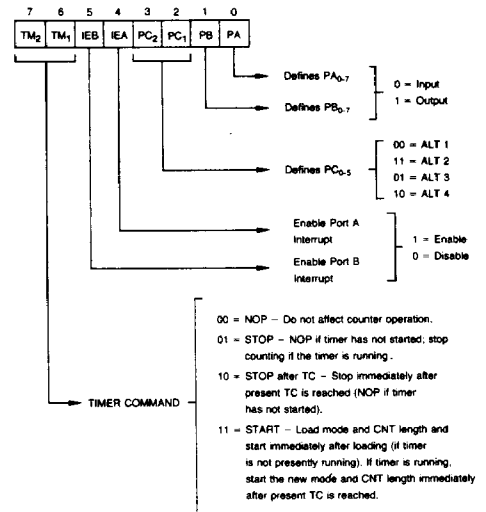 7 6 5 4 3 2 1 0
TM2 TM1 IEB IEA PC2 PC1 PB PA
Defines PA0-7
0 = Input
1 = Output
Defines PB0-7
Defines PC0-5
00 = ALT 1
11 = ALT 2
01 = ALT 3
10 = ALT 4
Enable Port A
Interrupt
1 = Enable
0 = Disable
Enable Port B
Interrupt
TIMER COMMAND
00 = NOP – Do not affect counter operation.
01 = STOP – NOP if timer has not started; stop
counting if the timer is running.
10 = STOP after TC – Stop immediately after
present TC is reached (NOP if timer
has not started).
11 = START – Load mode and CNT length and
start immediately after loading (if timer
is not presently running). If timer is running,
start the new mode and CNT length immediately
after present TC is reached.